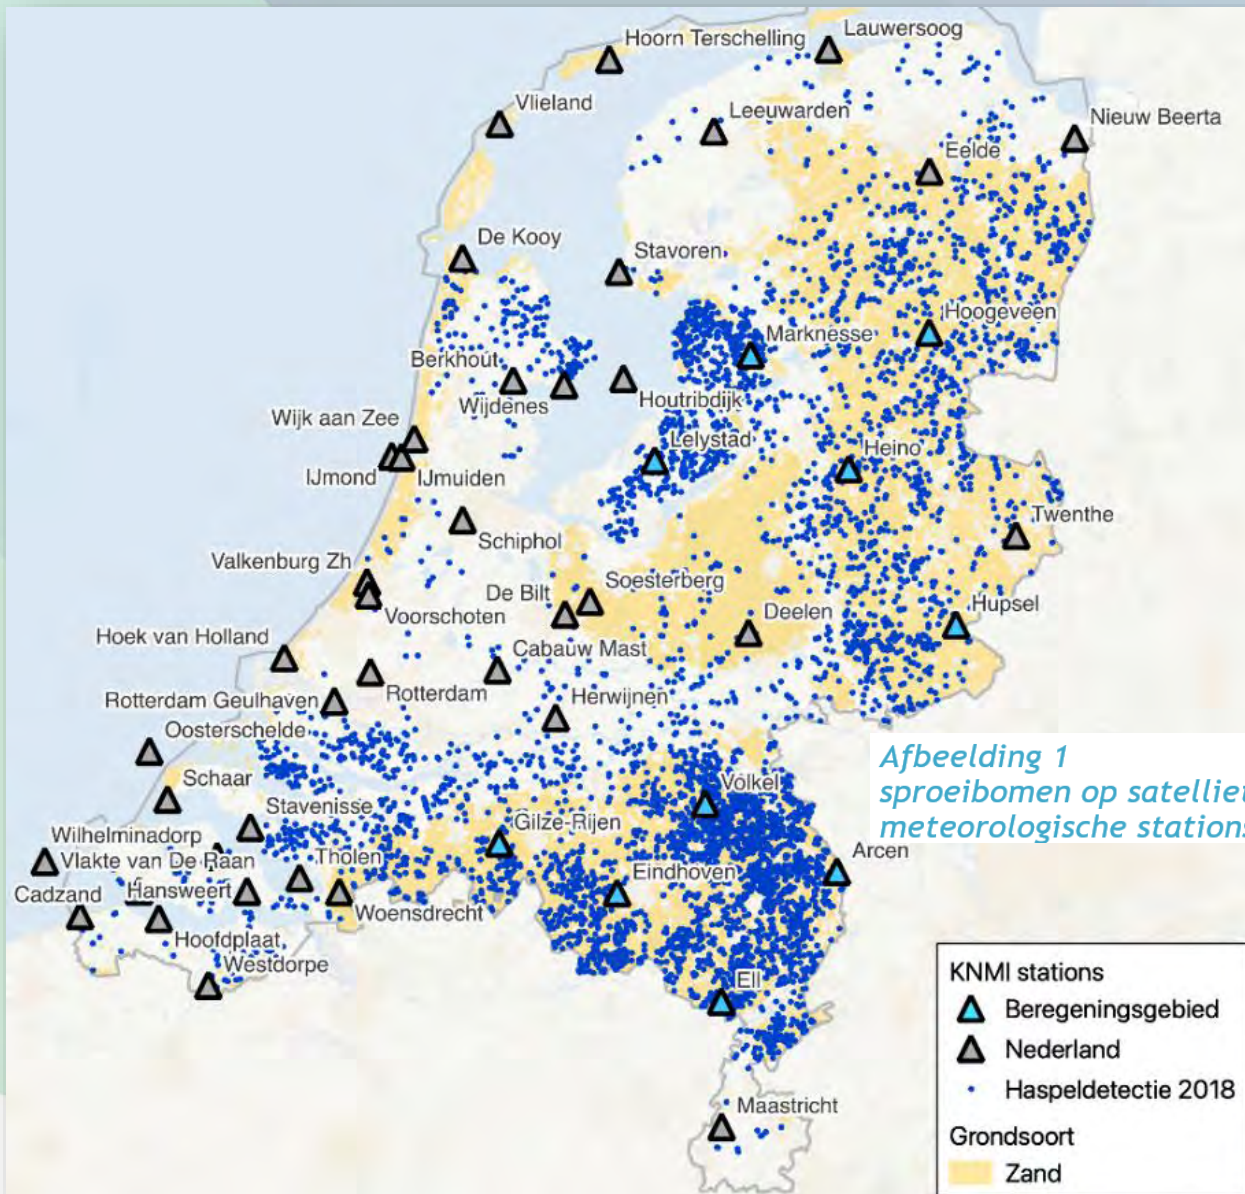 Hoorn Terschelling
Lauwersoog
Vlieland
Leeuwarden
Nieuw Beerta
Eelde
De Kooy
Stavoren
Hoogeveen
Marknesse
Berkhout
Wijdenes
Houtribdijk
Wijk aan Zee
Lelystad
Heino
IJmond
IJmuiden
Twenthe
Schiphol
Valkenburg Zh
De Bilt
Soesterberg
Hupsel
Voorschoten
Deelen
Hoek van Holland
Cabauw Mast
Rotterdam Geulhaven
Rotterdam
Herwijnen
Oosterschelde
Afbeelding 1
sproeibomen op satelliet
meteorologische stations
Schaar
Volkel
Stavenisse
Gilze-Rijen
Wilhelminadorp
Arcen
Vlakte van De Raan
Tholen
Eindhoven
Cadzand
Hansweert
Woensdrecht
Hoofdplaat
Westdorpe
Ell
KNMI stations
Beregeningsgebied
Nederland
Haspeldetectie 2018
Maastricht
Grondsoort
Zand